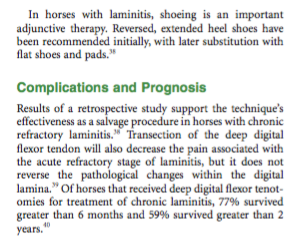 In horses with laminitis, shoeing is an important
adjunctive therapy. Reversed, extended heel shoes have
been recommended initially, with later substitution with
flat shoes and pads.38
Complications and Prognosis
Results of a retrospective study support the technique's
effectiveness as a salvage procedure in horses with chronic
refractory laminitis.38 Transection of the deep digital
flexor tendon will also decrease the pain associated with
the acute refractory stage of laminitis, but it does not
reverse the pathological changes within the digital
lamina.39 Of horses that received deep digital flexor tenot-
omies for treatment of chronic laminitis, 77% survived
greater than 6 months and 59% survived greater than 2
years.40